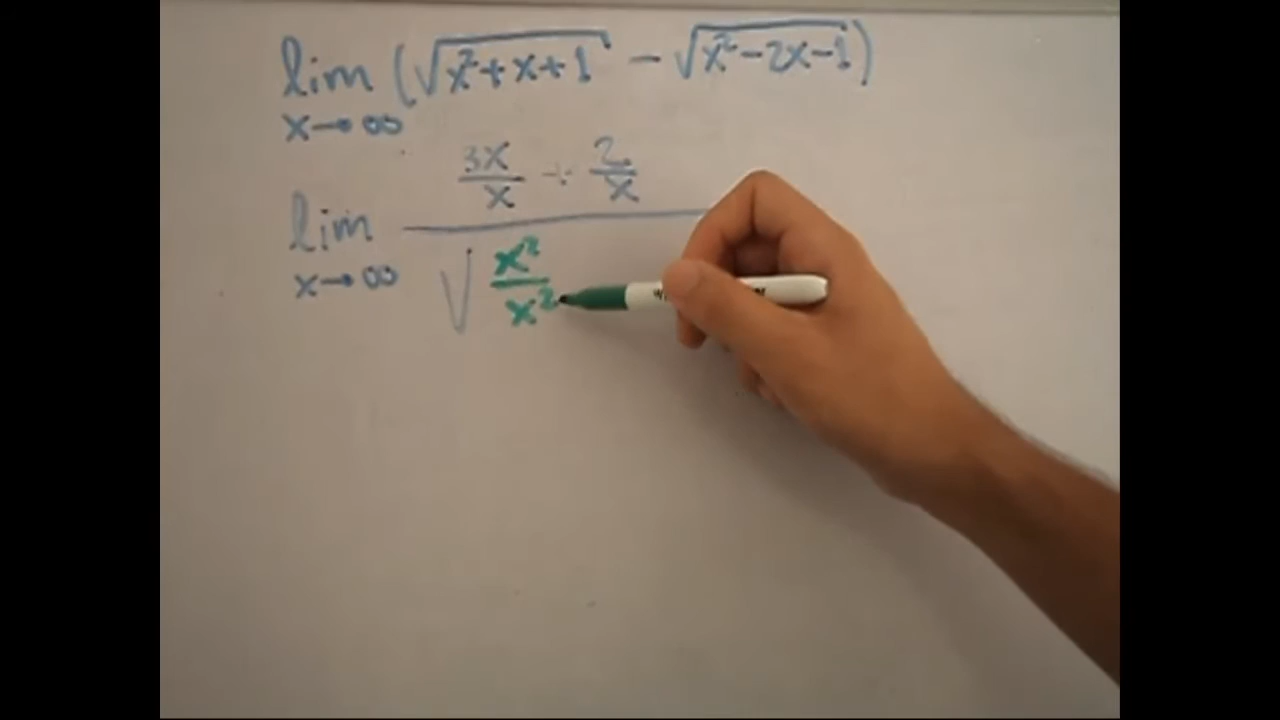 lim (√x²+x+1 − √x²−2x−1)
x→∞
3x/x + 2/x
lim
x→∞
√ x²/x²